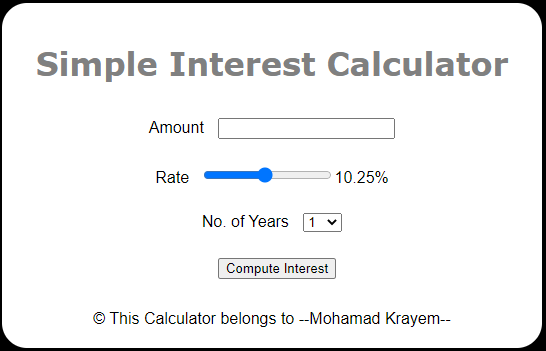 Simple Interest Calculator
Amount
Rate 10.25%
No. of Years 1
Compute Interest
© This Calculator belongs to --Mohamad Krayem--